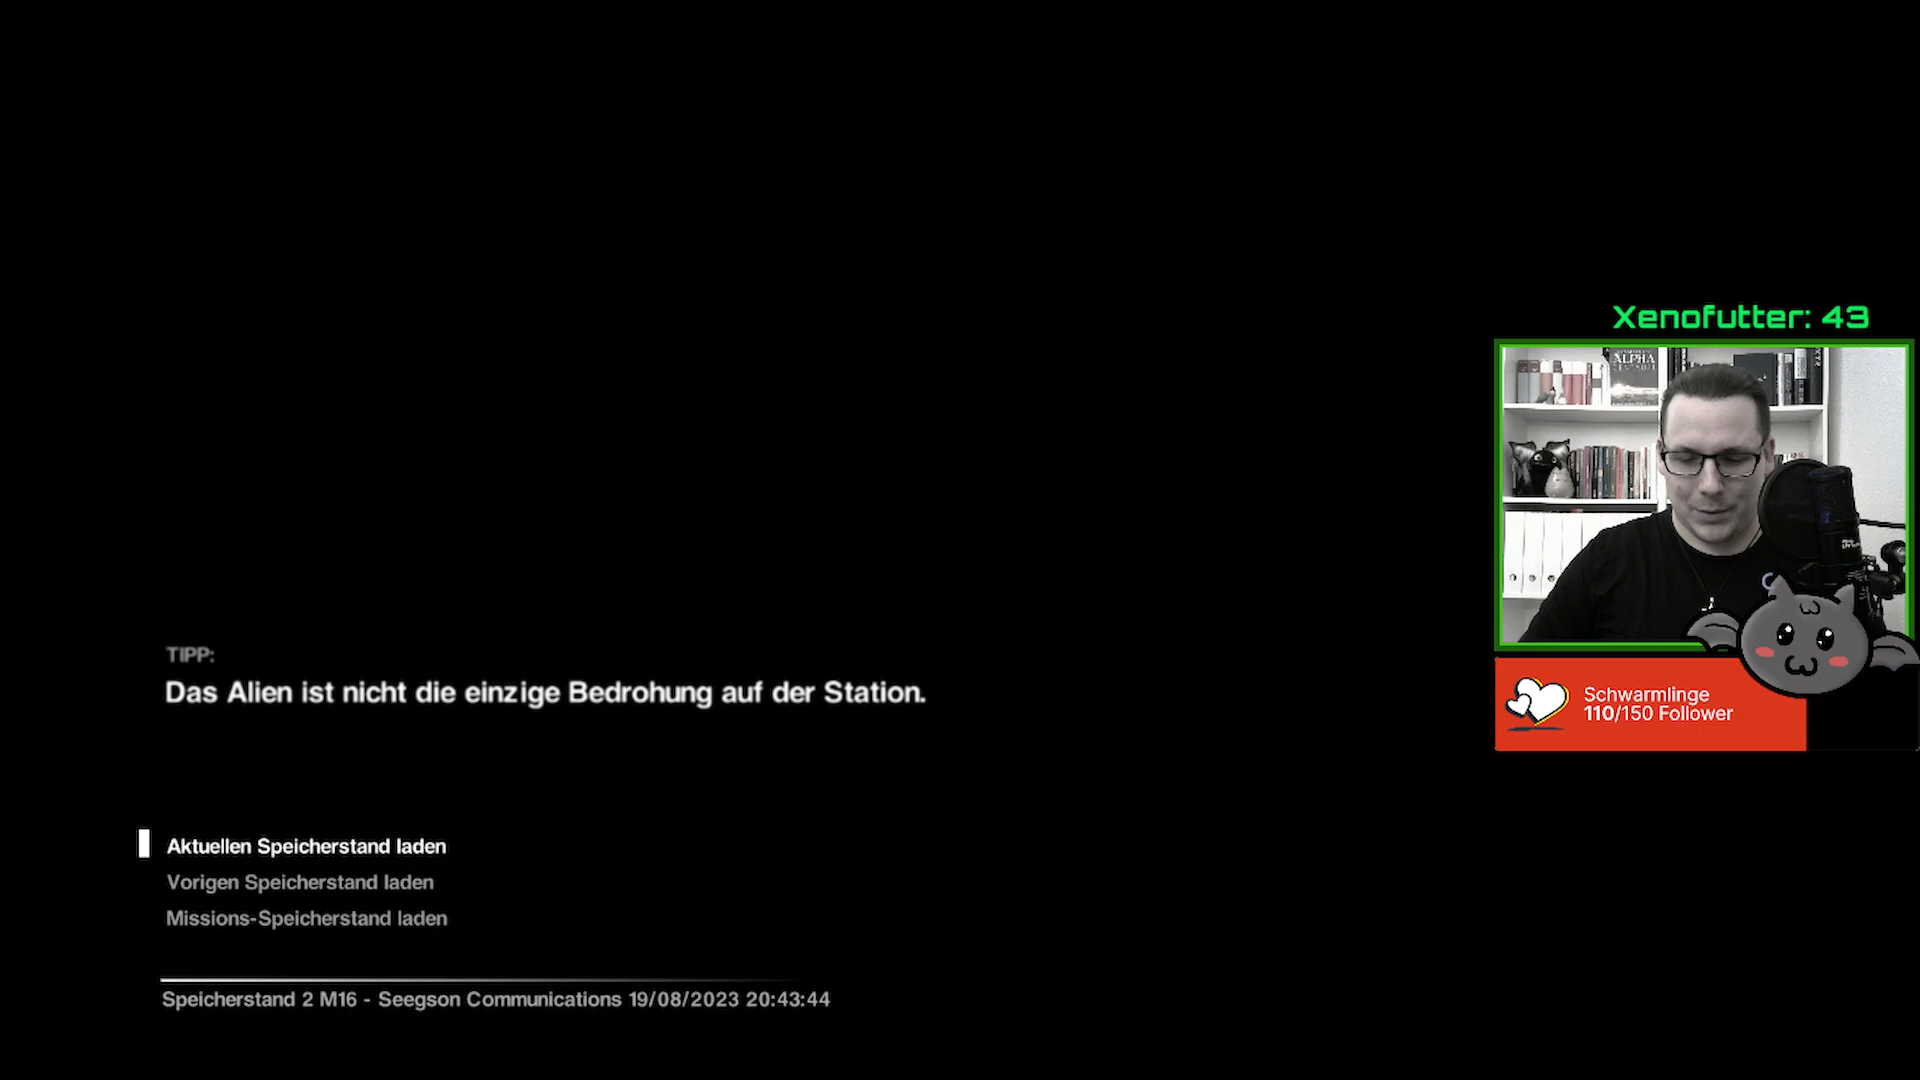 Xenofutter: 43
ALPHA
TIPP:
Das Alien ist nicht die einzige Bedrohung auf der Station.
Schwarmlinge
110/150 Follower
Aktuellen Speicherstand laden
Vorigen Speicherstand laden
Missions-Speicherstand laden
Speicherstand 2 M16 - Seegson Communications 19/08/2023 20:43:44